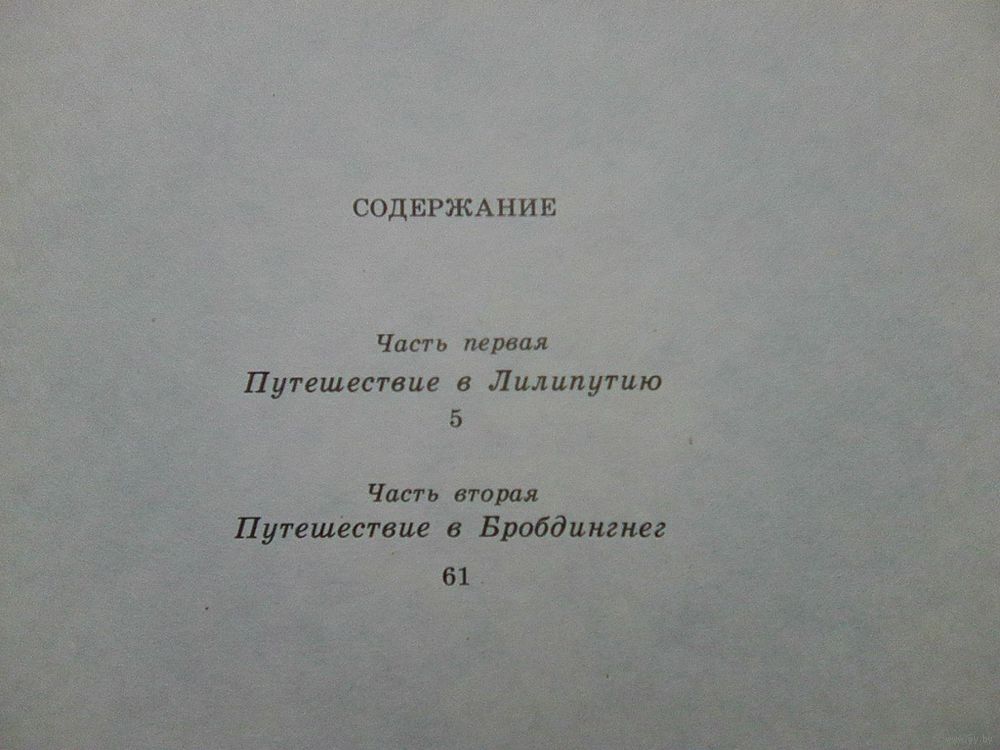 СОДЕРЖАНИЕ
Часть первая
Путешествие в Лилипутию
5
Часть вторая
Путешествие в Бробдингнег
61